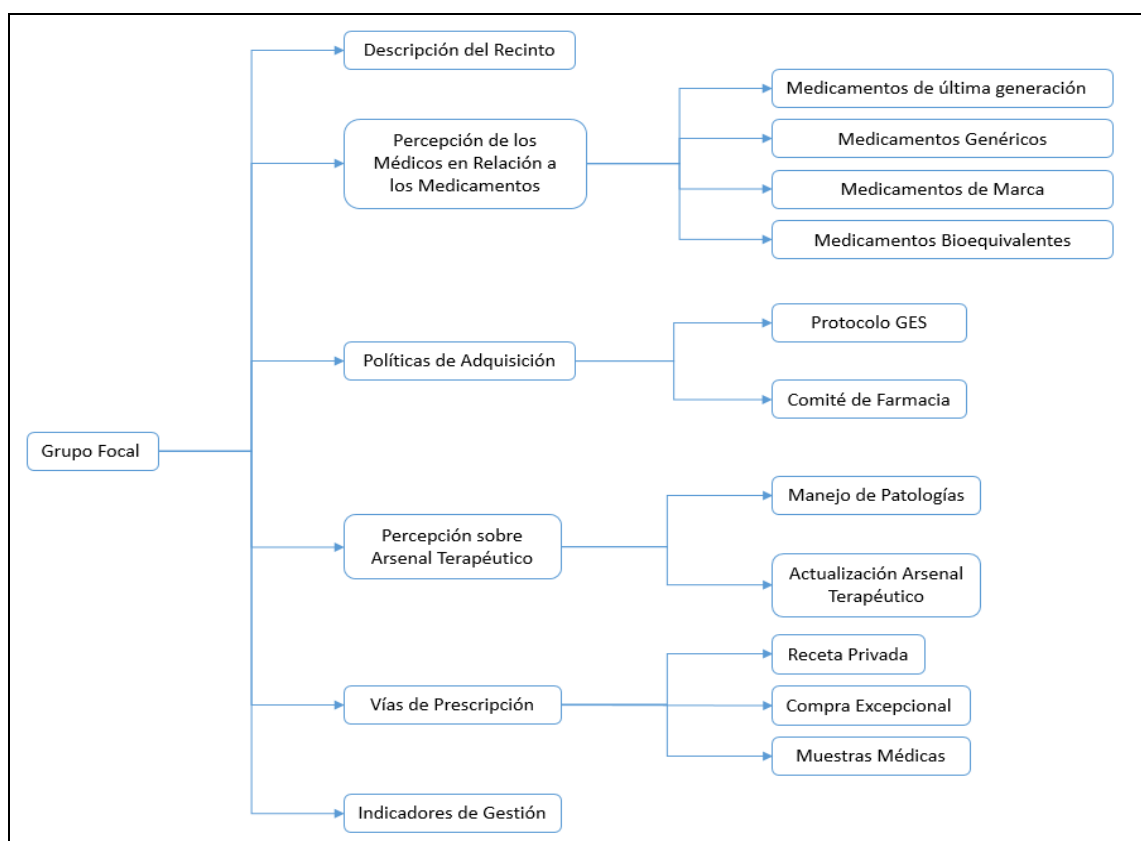 Grupo Focal
Descripción del Recinto
Percepción de los
Médicos en Relación a
los Medicamentos
Medicamentos de última generación
Medicamentos Genéricos
Medicamentos de Marca
Medicamentos Bioequivalentes
Políticas de Adquisición
Protocolo GES
Comité de Farmacia
Percepción sobre
Arsenal Terapéutico
Manejo de Patologías
Actualización Arsenal
Terapéutico
Vías de Prescripción
Receta Privada
Compra Excepcional
Muestras Médicas
Indicadores de Gestión